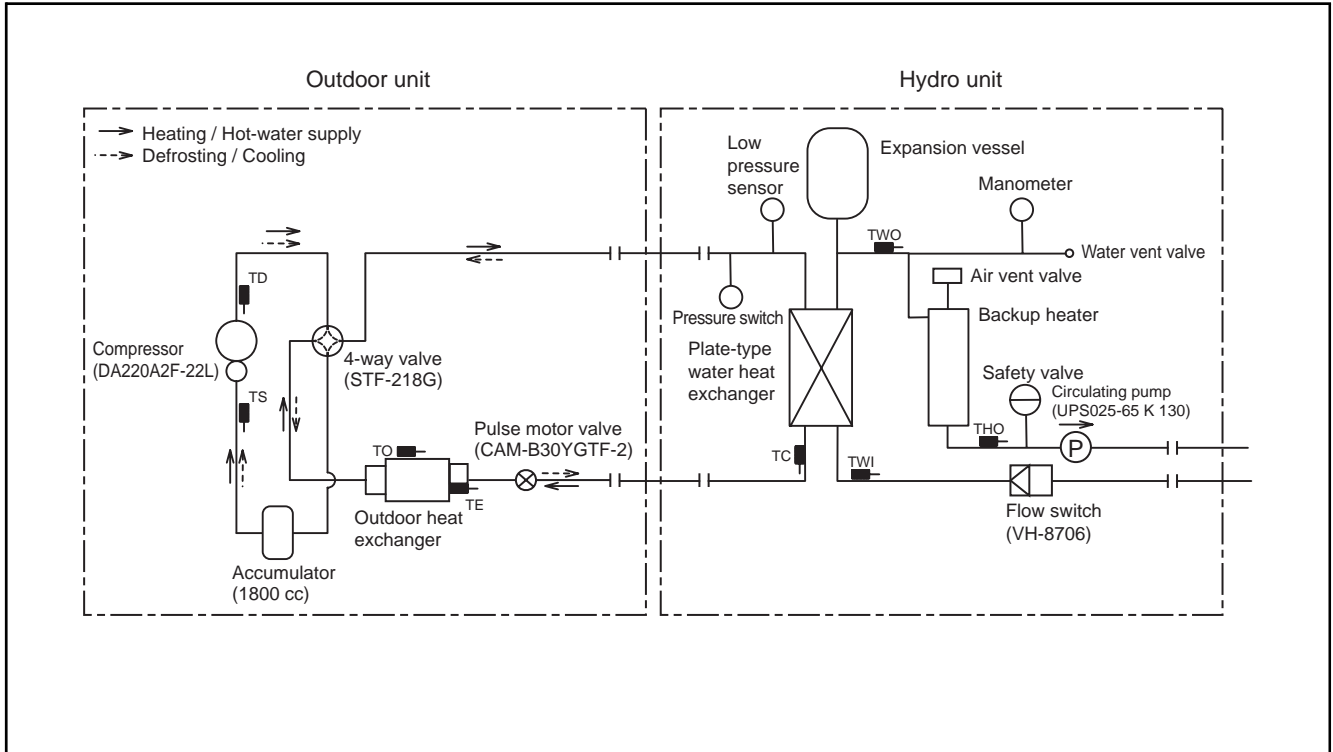 Outdoor unit
Heating / Hot-water supply
Defrosting / Cooling
TD
Compressor
(DA220A2F-22L)
TS
4-way valve
(STF-218G)
TO
TE
Pulse motor valve
(CAM-B30YGTF-2)
Outdoor heat
exchanger
Accumulator
(1800 cc)
Hydro unit
Low
pressure
sensor
Expansion vessel
Manometer
TWO
Water vent valve
Air vent valve
Pressure switch
Backup heater
Plate-type
water heat
exchanger
Safety valve
Circulating pump
(UPS025-65 K 130)
THO
P
TC
TWI
Flow switch
(VH-8706)